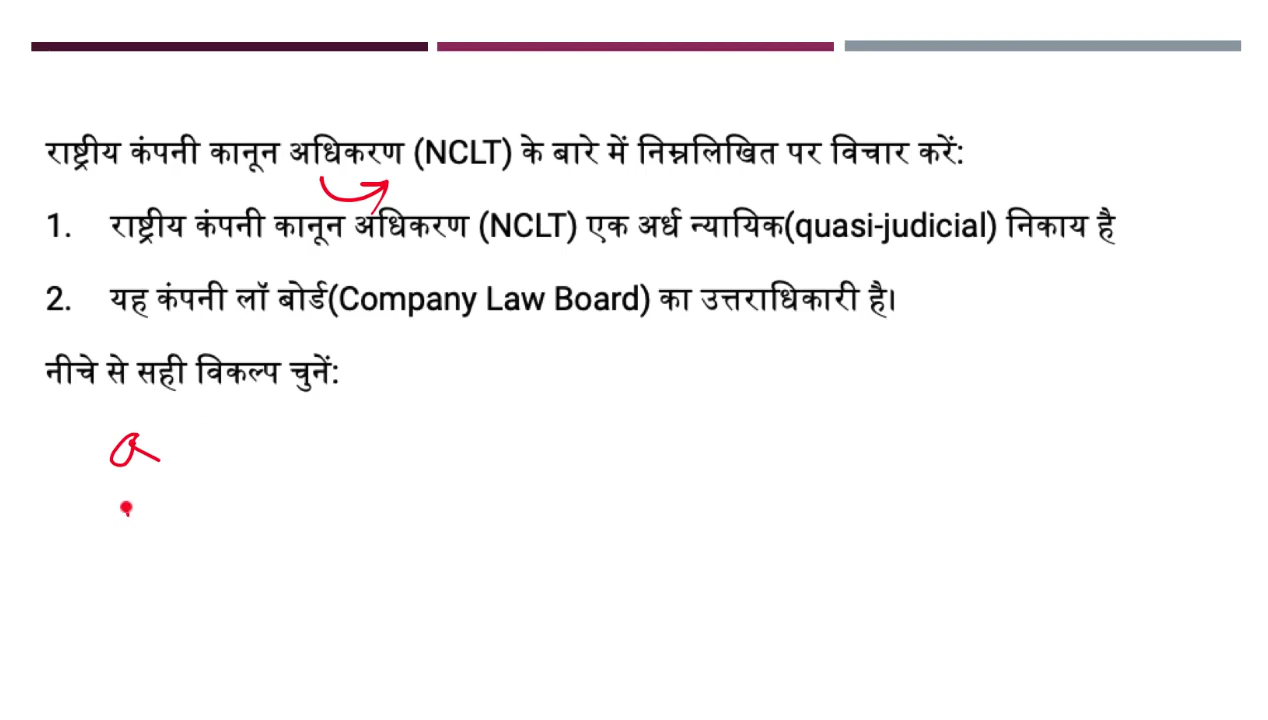 राष्ट्रीय कंपनी कानून अधिकरण (NCLT) के बारे में निम्नलिखित पर विचार करें:
1. राष्ट्रीय कंपनी कानून अधिकरण (NCLT) एक अर्ध न्यायिक(quasi-judicial) निकाय है
2. यह कंपनी लॉ बोर्ड(Company Law Board) का उत्तराधिकारी है।
नीचे से सही विकल्प चुनें:
a